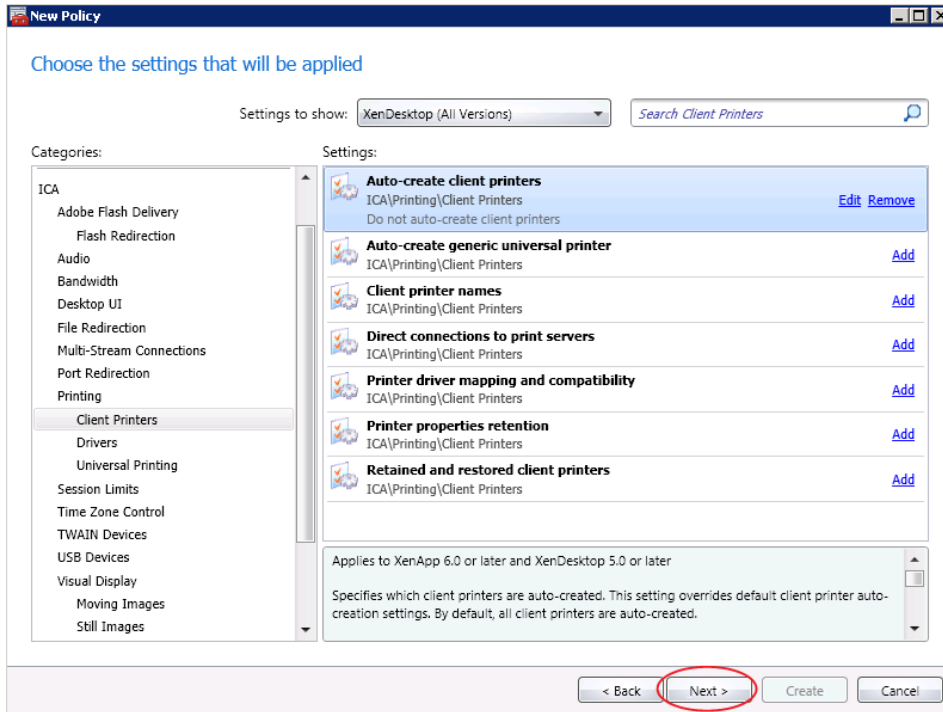 New Policy
Choose the settings that will be applied
Settings to show: XenDesktop (All Versions) Search Client Printers
Categories:
ICA
Adobe Flash Delivery
Flash Redirection
Audio
Bandwidth
Desktop UI
File Redirection
Multi-Stream Connections
Port Redirection
Printing
Client Printers
Drivers
Universal Printing
Session Limits
Time Zone Control
TWAIN Devices
USB Devices
Visual Display
Moving Images
Still Images
Settings:
Auto-create client printers
ICA\Printing\Client Printers
Do not auto-create client printers
Edit Remove
Auto-create generic universal printer
ICA\Printing\Client Printers
Add
Client printer names
ICA\Printing\Client Printers
Add
Direct connections to print servers
ICA\Printing\Client Printers
Add
Printer driver mapping and compatibility
ICA\Printing\Client Printers
Add
Printer properties retention
ICA\Printing\Client Printers
Add
Retained and restored client printers
ICA\Printing\Client Printers
Add
Applies to XenApp 6.0 or later and XenDesktop 5.0 or later
Specifies which client printers are auto-created. This setting overrides default client printer auto-
creation settings. By default, all client printers are auto-created.
< Back Next > Create Cancel